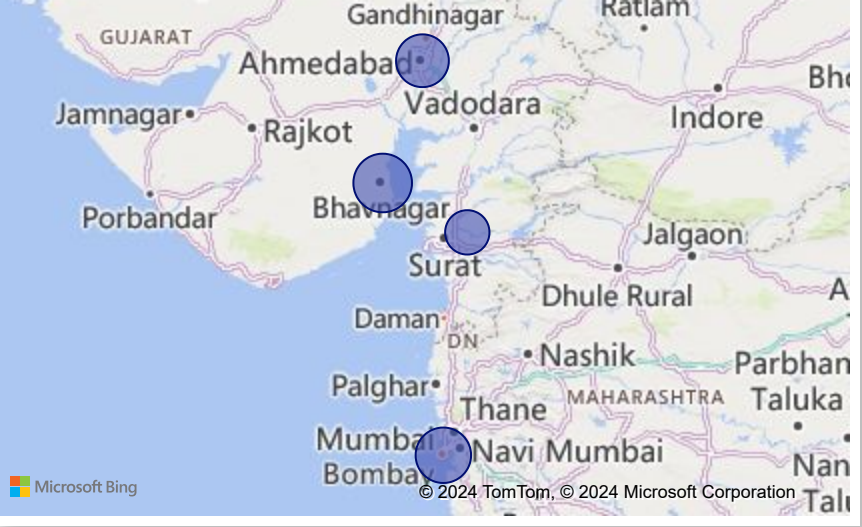 Gandhinagar
Ratlam
GUJARAT
Ahmedabad
Vadodara
Jamnagar
Rajkot
Indore
Bhavnagar
Porbandar
Jalgaon
Surat
Dhule Rural
Daman
DN
Nashik
Parbhan
Palghar
MAHARASHTRA
Taluka
Thane
Mumbai
Navi Mumbai
Bombay
Nan
Talu
Microsoft Bing
© 2024 TomTom, © 2024 Microsoft Corporation